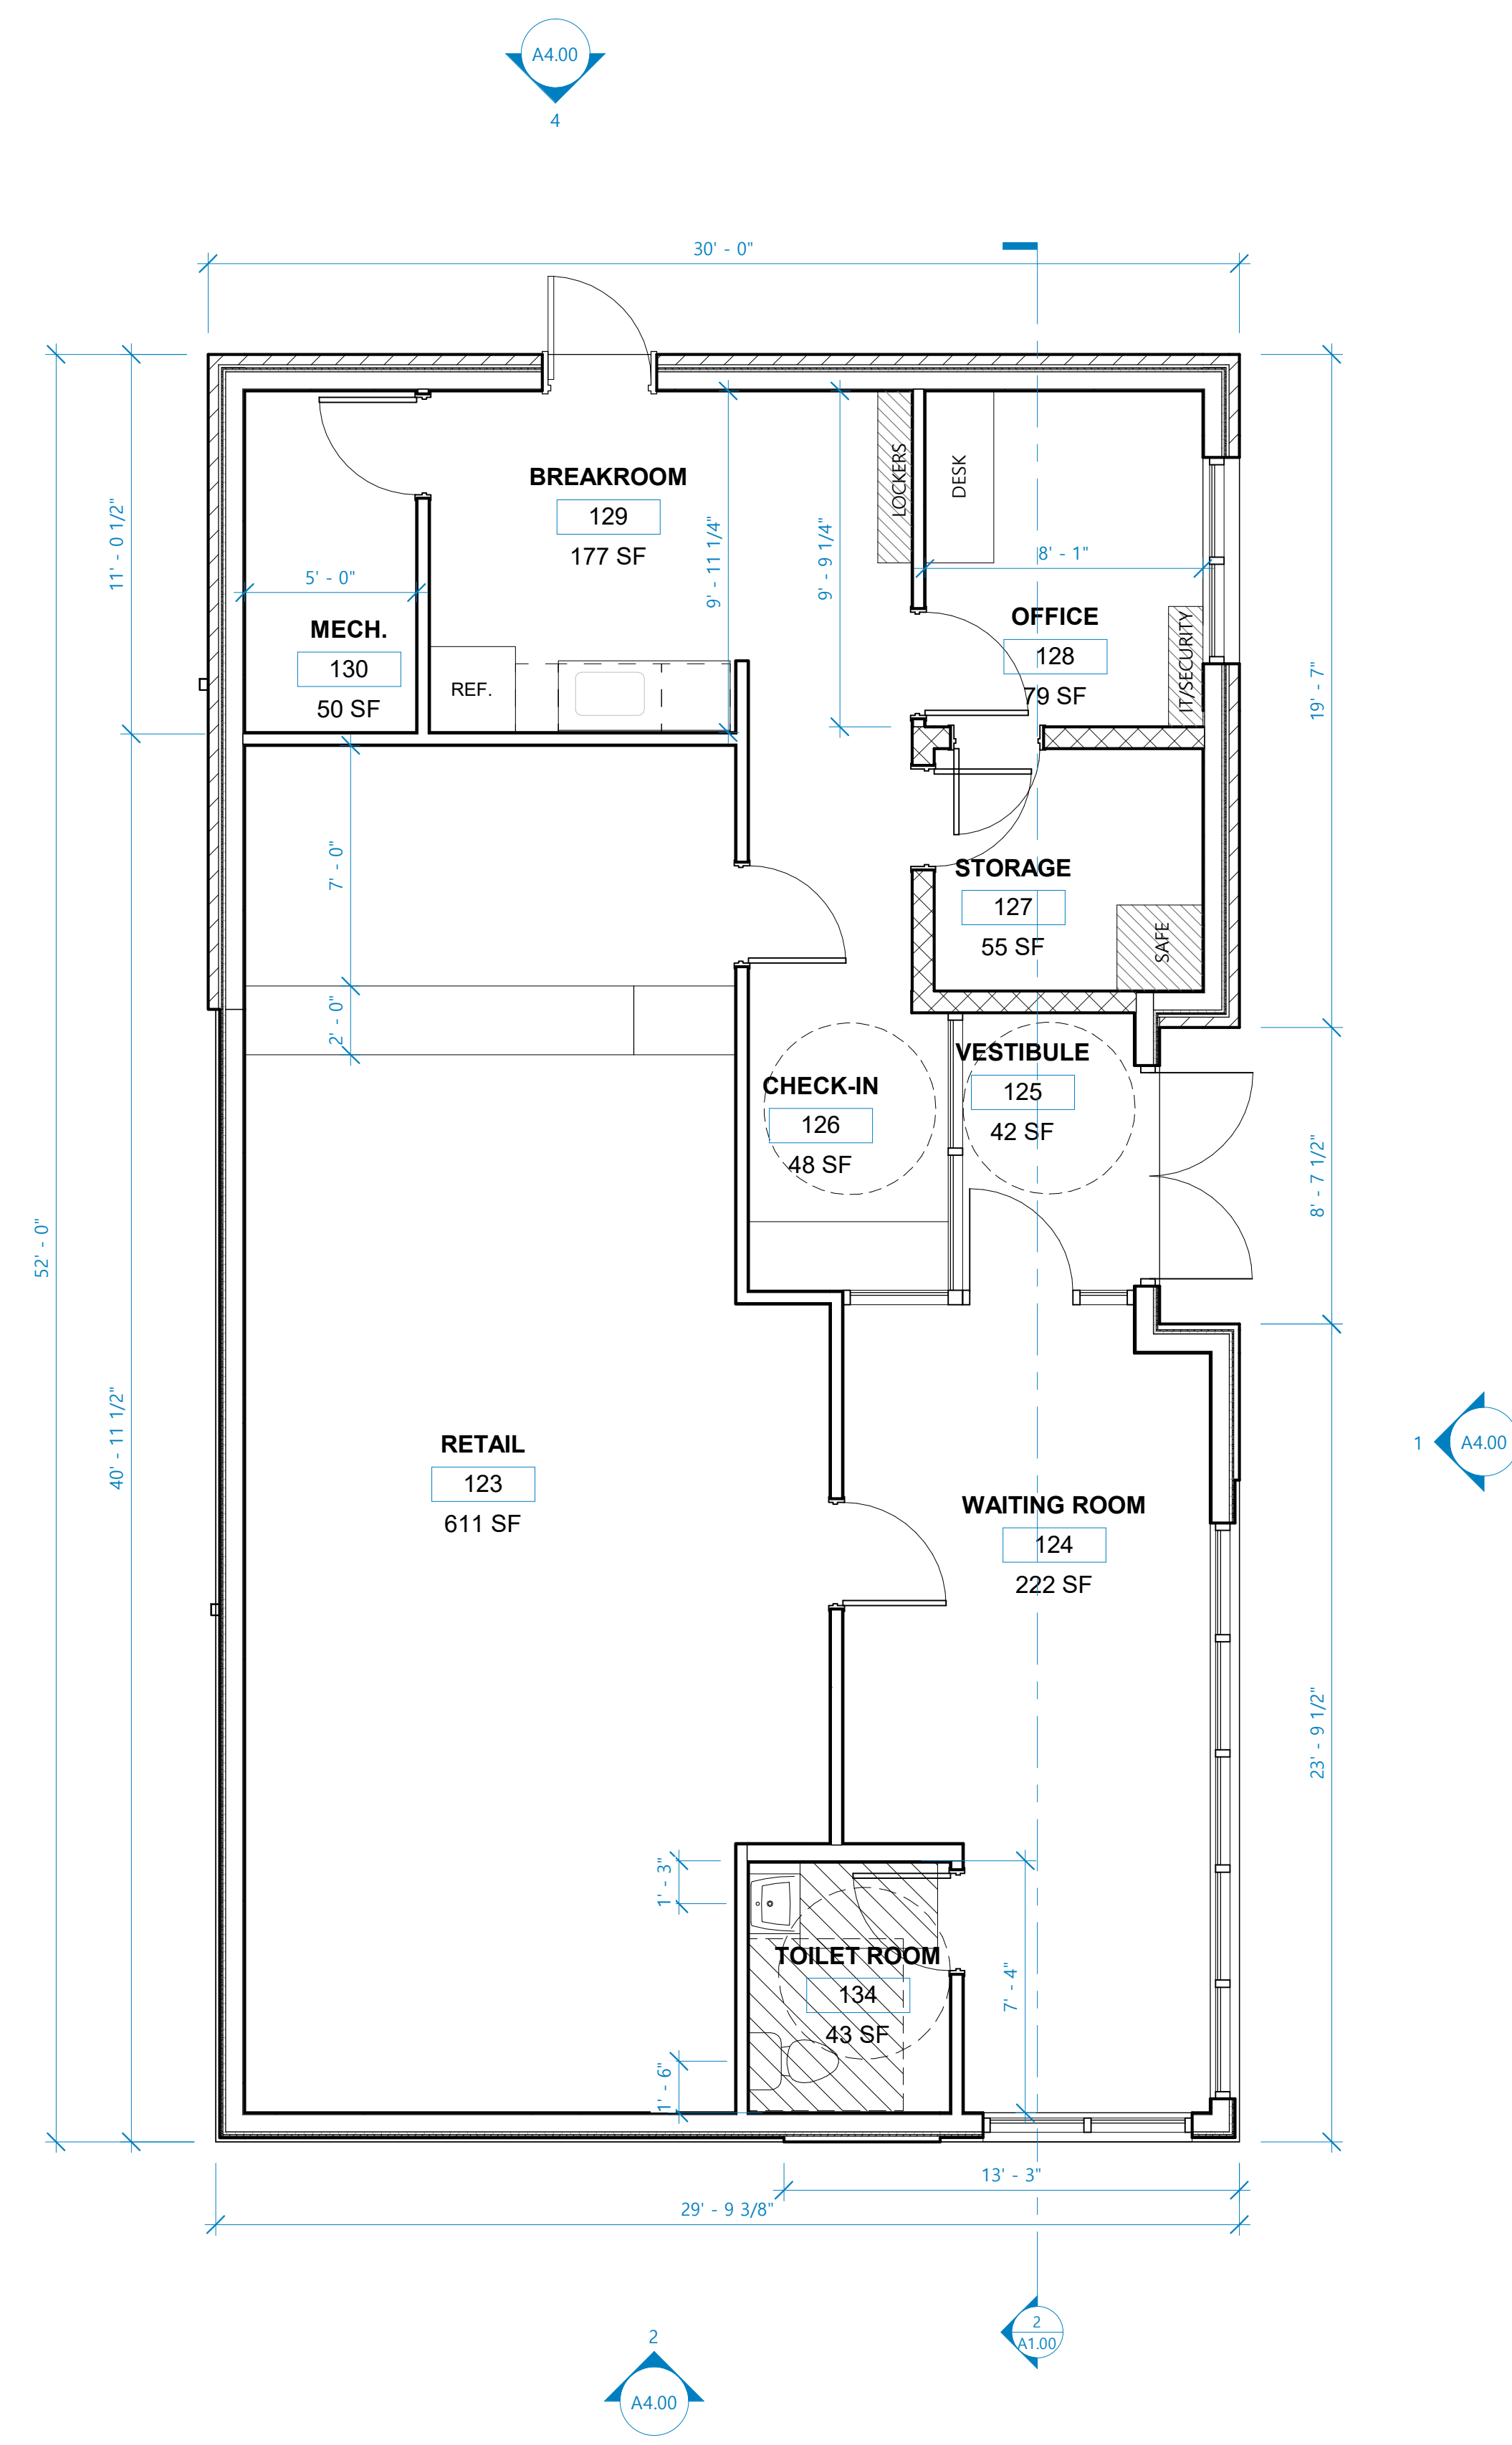 A4.00
4
30' - 0"
BREAKROOM
129
177 SF
LOCKERS
DESK
11' - 0 1/2"
9' - 11 1/4"
9' - 9 1/4"
8' - 1"
5' - 0"
MECH.
130
50 SF
OFFICE
128
79 SF
IT/SECURITY
REF.
19' - 7"
7' - 0"
STORAGE
127
55 SF
SAFE
2' - 0"
VESTIBULE
125
42 SF
CHECK-IN
126
48 SF
8' - 7 1/2"
52' - 0"
40' - 11 1/2"
RETAIL
123
611 SF
1
A4.00
WAITING ROOM
124
222 SF
23' - 9 1/2"
1' - 3"
TOILET ROOM
134
43 SF
7' - 4"
1' - 6"
13' - 3"
29' - 9 3/8"
2
A1.00
2
A4.00